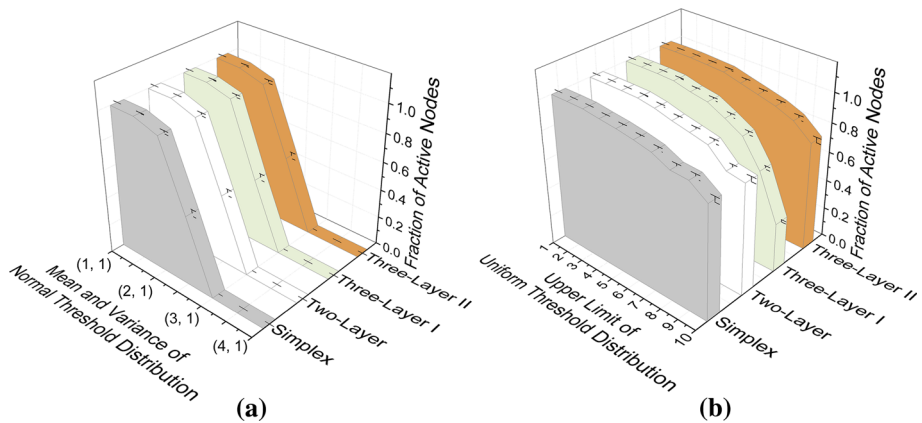 1.0
0.8
0.6
0.4
0.2
0.0
Fraction of Active Nodes
(1, 1)
(2, 1)
(3, 1)
(4, 1)
Mean and Variance of
Normal Threshold Distribution
Simplex
Two-Layer
Three-Layer I
Three-Layer II
(a)
1.0
0.8
0.6
0.4
0.2
0.0
Fraction of Active Nodes
1
2
3
4
5
6
7
8
9
10
Upper Limit of
Uniform Threshold Distribution
Simplex
Two-Layer
Three-Layer I
Three-Layer II
(b)